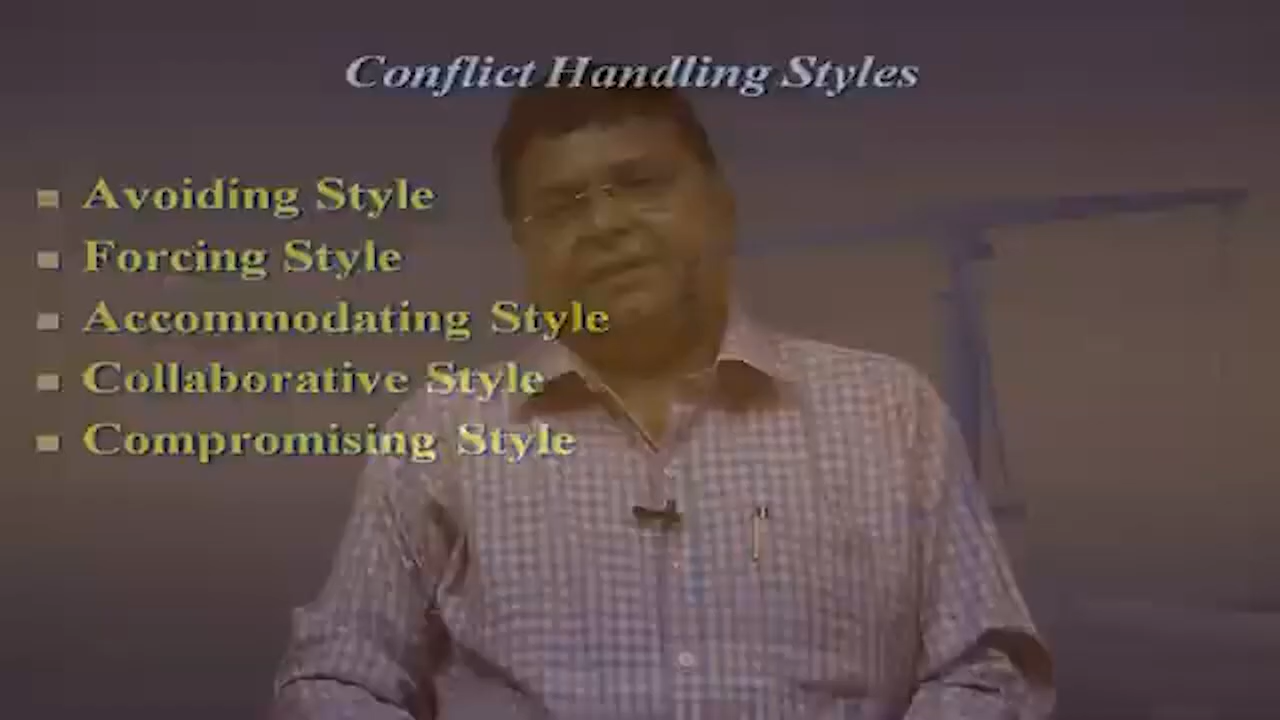 Conflict Handling Styles
Avoiding Style
Forcing Style
Accommodating Style
Collaborative Style
Compromising Style